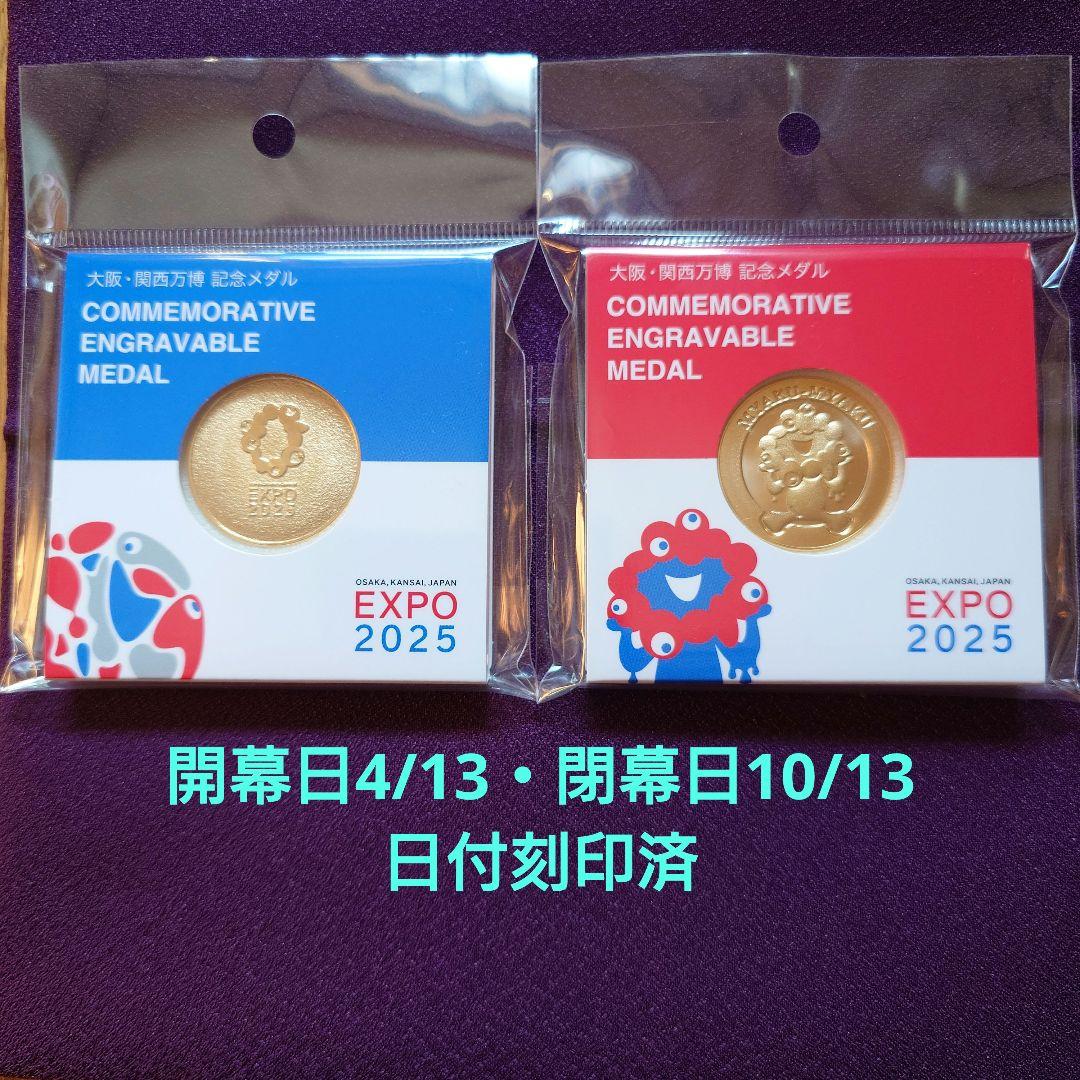 大阪・関西万博 記念メダル
COMMEMORATIVE
ENGRAVABLE
MEDAL
EXPO
2025
OSAKA, KANSAI, JAPAN
EXPO
2025
大阪・関西万博 記念メダル
COMMEMORATIVE
ENGRAVABLE
MEDAL
MYAKU-MYAKU
OSAKA, KANSAI, JAPAN
EXPO
2025
開幕日4/13・閉幕日10/13
日付刻印済